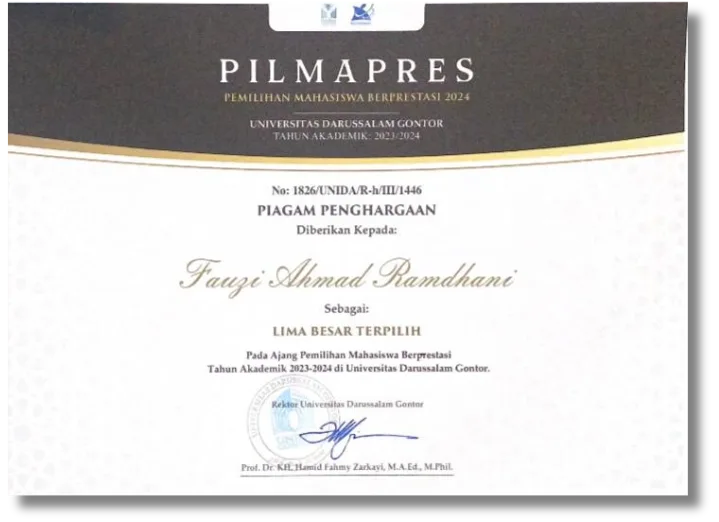 PILMAPRES
PEMILIHAN MAHASISWA BERPRESTASI 2024
UNIVERSITAS DARUSSALAM GONTOR
TAHUN AKADEMIK: 2023/2024
No: 1826/UNIDA/R-h/III/1446
PIAGAM PENGHARGAAN
Diberikan Kepada:
Fauzi Ahmad Ramdhani
Sebagai:
LIMA BESAR TERPILIH
Pada Ajang Pemilihan Mahasiswa Berprestasi
Tahun Akademik 2023-2024 di Universitas Darussalam Gontor.
Rektor Universitas Darussalam Gontor
Prof. Dr. KH. Hamid Fahmy Zarkayi, M.A.Ed., M.Phil.